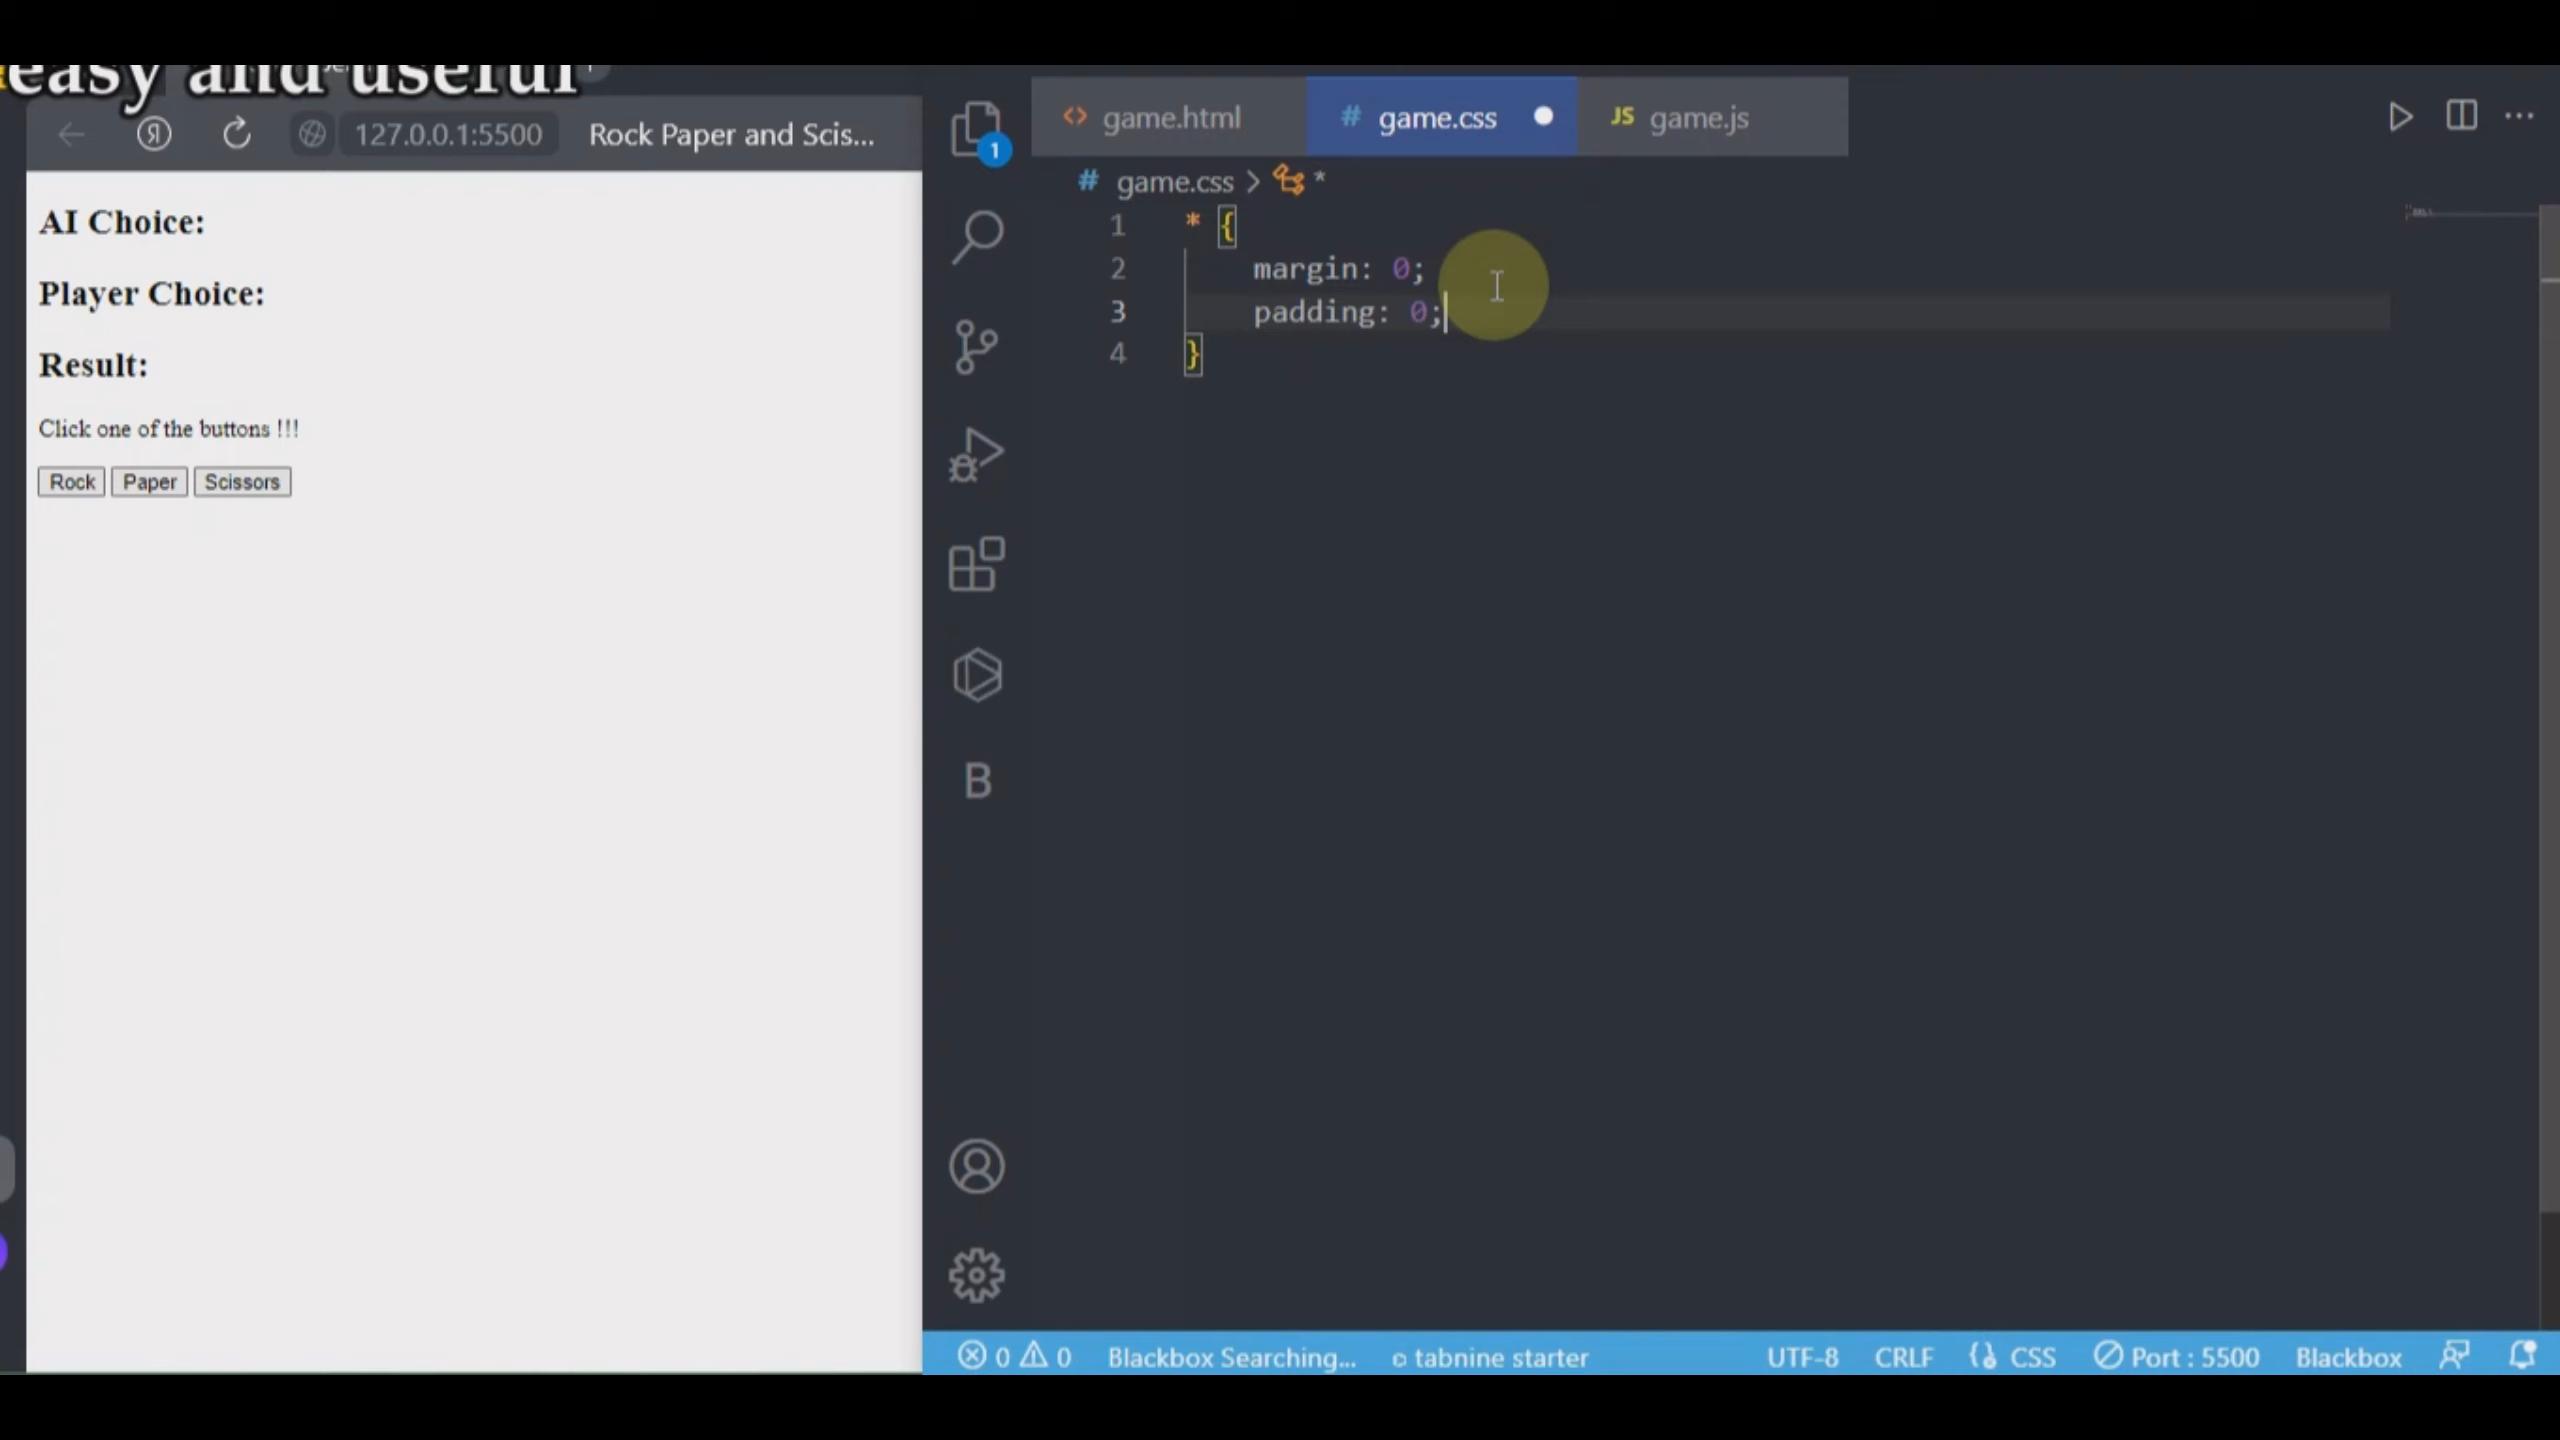 easy and useful
127.0.0.1:5500 Rock Paper and Scis...
AI Choice:
Player Choice:
Result:
Click one of the buttons !!!
Rock Paper Scissors
game.html # game.css JS game.js
1
# game.css > *
1 * {
2 margin: 0;
3 padding: 0;
4 }
B
0 0 Blackbox Searching... tabnine starter UTF-8 CRLF CSS Port : 5500 Blackbox